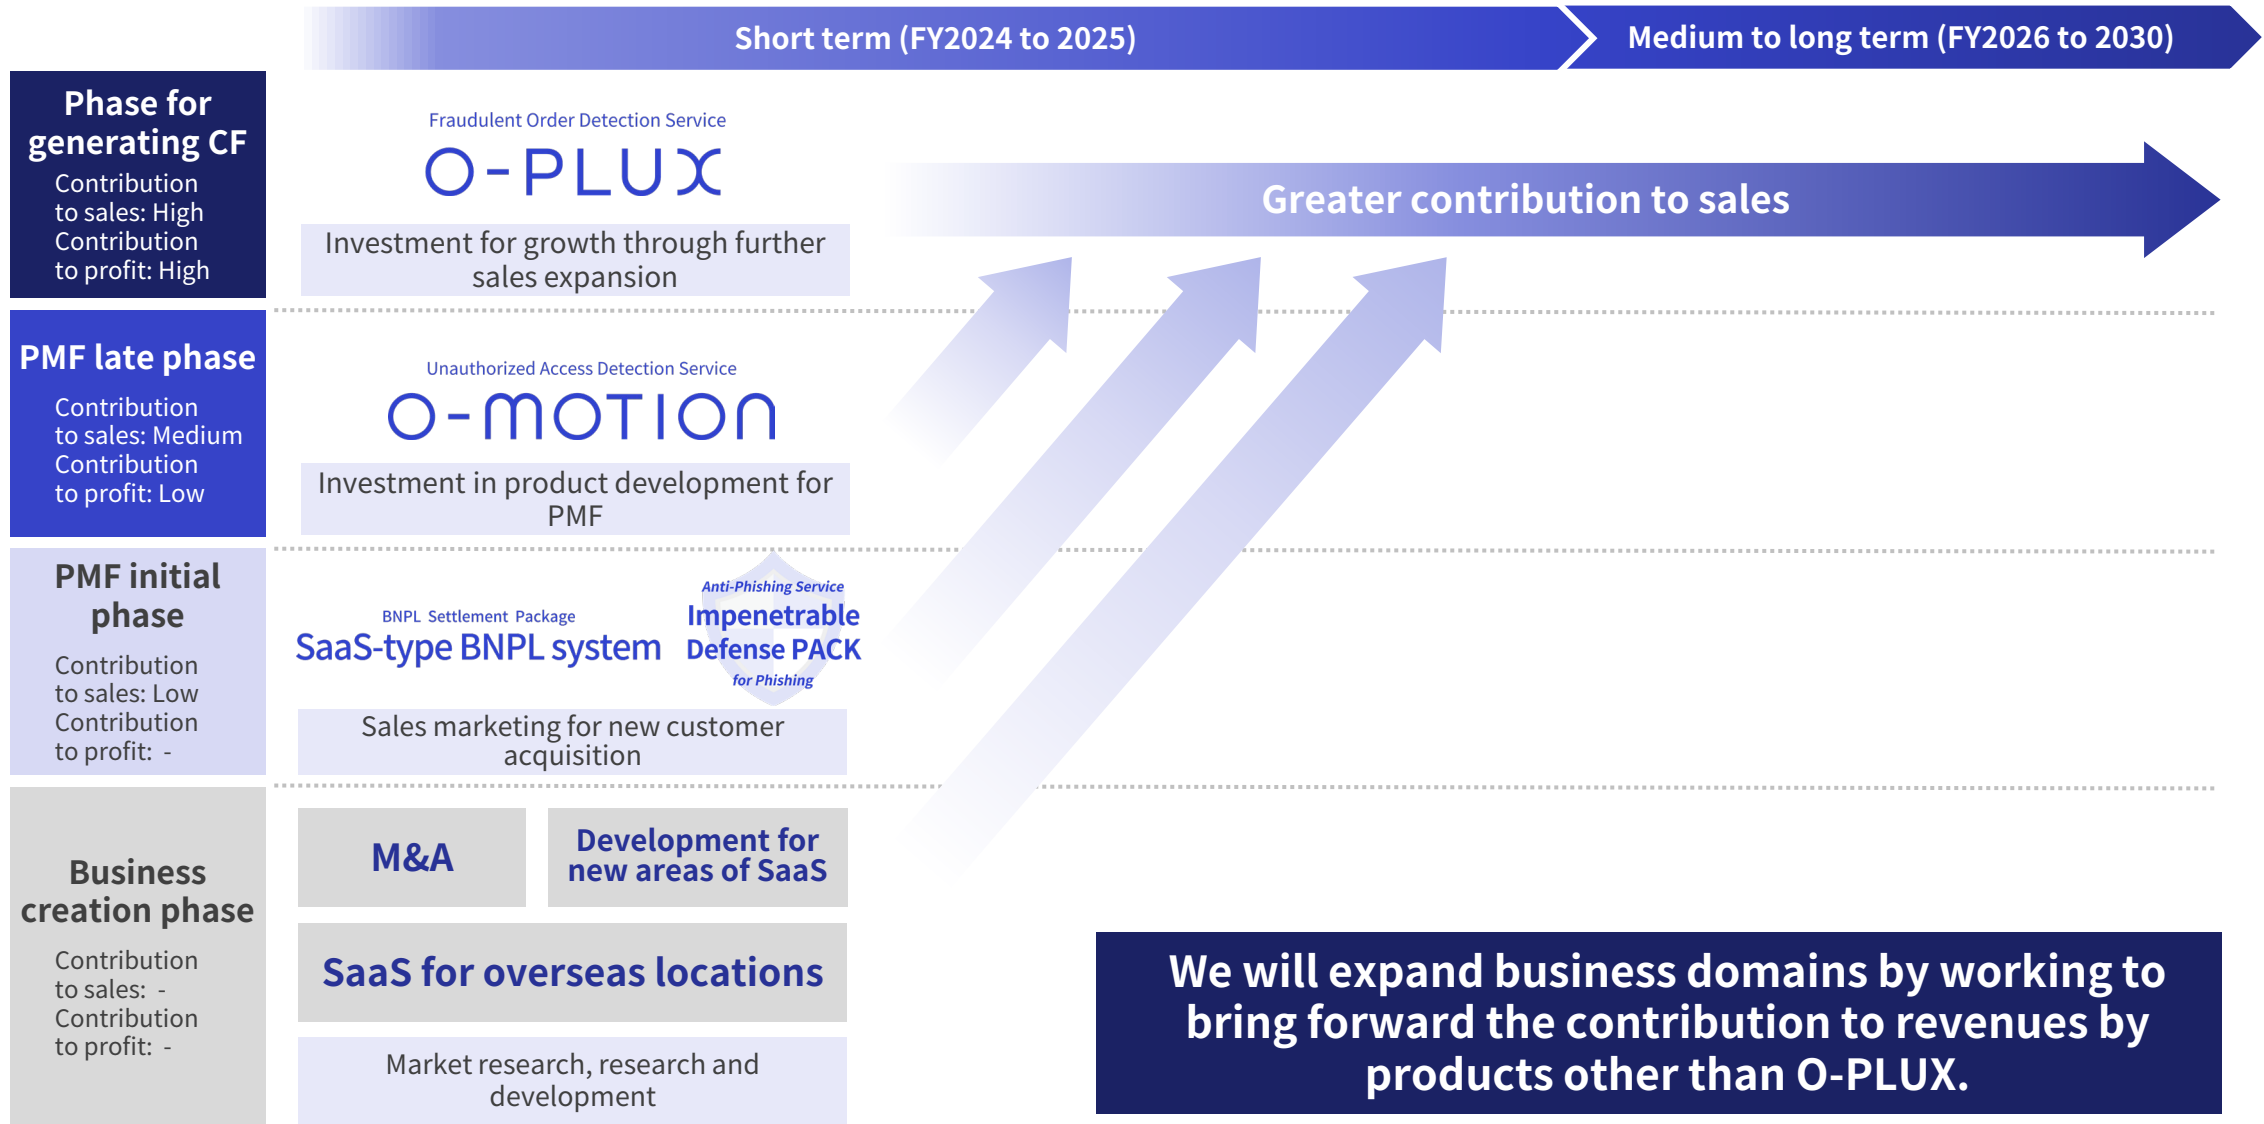 Short term (FY2024 to 2025)
Medium to long term (FY2026 to 2030)
Phase for
generating CF
Contribution
to sales: High
Contribution
to profit: High
Fraudulent Order Detection Service
O-PLUX
Investment for growth through further
sales expansion
Greater contribution to sales
PMF late phase
Contribution
to sales: Medium
Contribution
to profit: Low
Unauthorized Access Detection Service
O-MOTION
Investment in product development for
PMF
PMF initial
phase
Contribution
to sales: Low
Contribution
to profit: -
BNPL Settlement Package
SaaS-type BNPL system
Anti-Phishing Service
Impenetrable
Defense PACK
for Phishing
Sales marketing for new customer
acquisition
Business
creation phase
Contribution
to sales: -
Contribution
to profit: -
M&A
Development for
new areas of SaaS
SaaS for overseas locations
Market research, research and
development
We will expand business domains by working to
bring forward the contribution to revenues by
products other than O-PLUX.